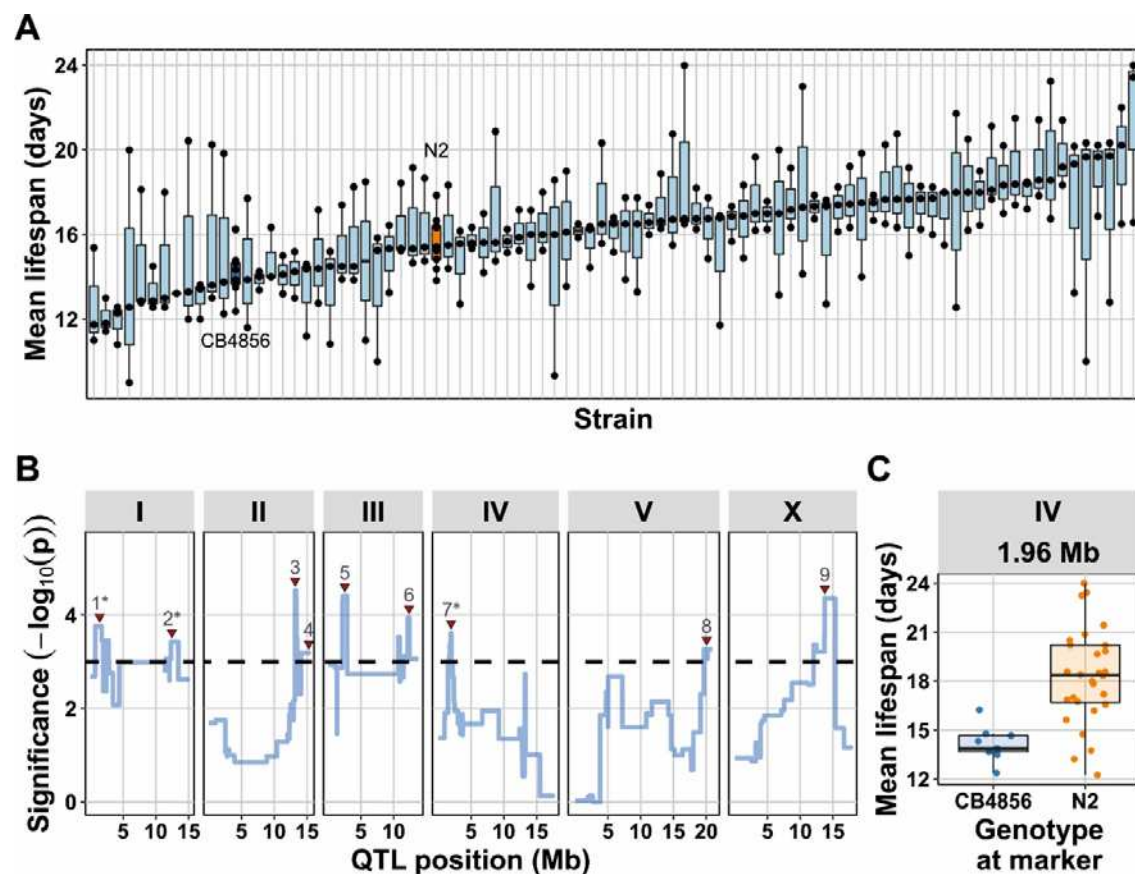 A
Mean lifespan (days)
24
20
16
12
N2
CB4856
Strain
B
Significance (−log10(p))
I II III IV V X
4
2
0
1* 2* 3 4 5 6 7* 8 9
5 10 15 5 10 15 5 10 5 10 15 5 10 15 20 5 10 15
QTL position (Mb)
C
IV
1.96 Mb
Mean lifespan (days)
24
21
18
15
12
CB4856 N2
Genotype
at marker